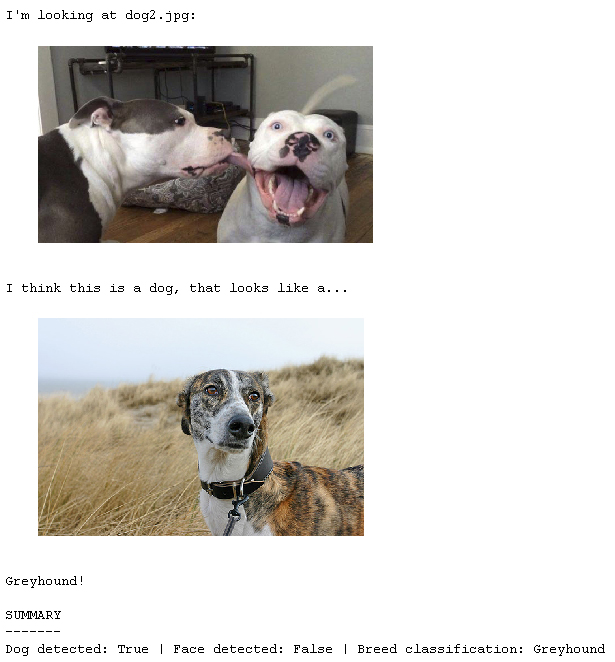 I'm looking at dog2.jpg:
I think this is a dog, that looks like a...
Greyhound!
SUMMARY
-------
Dog detected: True | Face detected: False | Breed classification: Greyhound